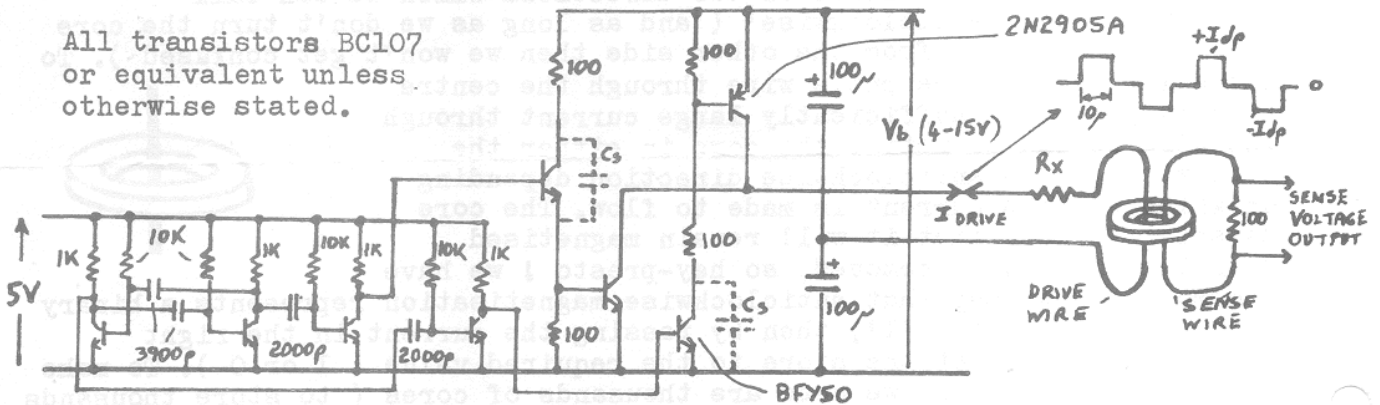 All transistors BC107
or equivalent unless
otherwise stated.
2N2905A
+Idp
0
10μ
-Idp
100
100
100μ
Vb (4-15V)
Cs
Rx
I DRIVE
SENSE
VOLTAGE
OUTPUT
100
100
1K
10K
1K
10K
1K
10K
1K
5V
100
Cs
100μ
DRIVE
WIRE
SENSE
WIRE
3900p
2000p
2000p
BFY50